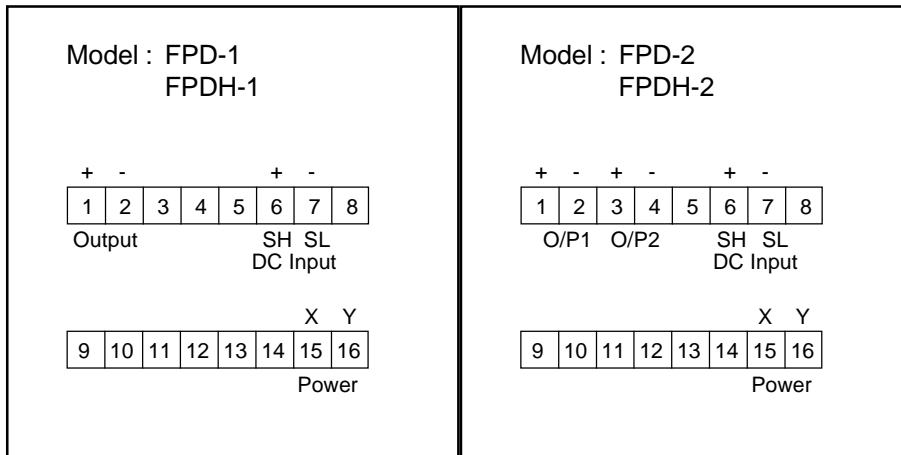 Model : FPD-1
FPDH-1
+ - + -
1 2 3 4 5 6 7 8
Output SH SL
DC Input
X Y
9 10 11 12 13 14 15 16
Power
Model : FPD-2
FPDH-2
+ - + - + -
1 2 3 4 5 6 7 8
O/P1 O/P2 SH SL
DC Input
X Y
9 10 11 12 13 14 15 16
Power